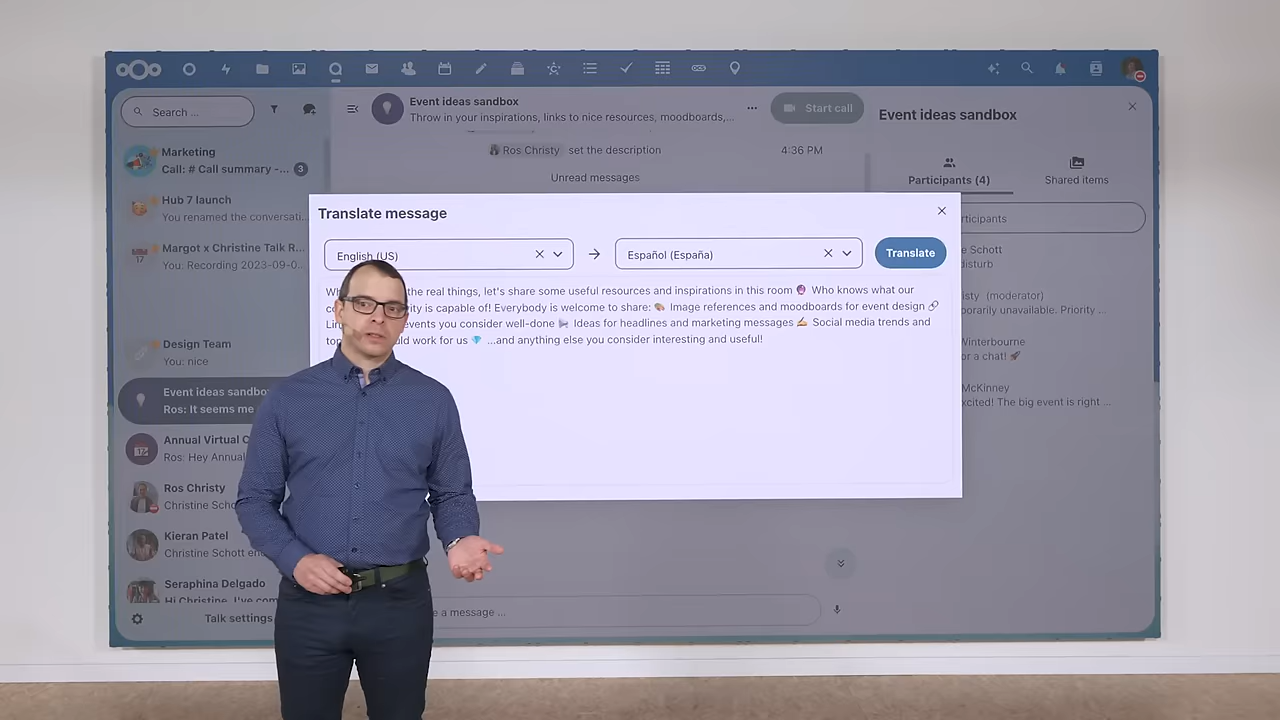 Search ...
Event ideas sandbox
Throw in your inspirations, links to nice resources, moodboards,...
Start call
Event ideas sandbox
Marketing
Call: # Call summary -...
3
Ros Christy set the description
4:36 PM
Unread messages
Participants (4)
Shared items
Hub 7 launch
You renamed the conversati...
Margot x Christine Talk R...
You: Recording 2023-09-0...
Translate message
English (US)
Español (España)
Translate
the real things, let's share some useful resources and inspirations in this room 🔮 Who knows what our
is capable of! Everybody is welcome to share: 🎨 Image references and moodboards for event design 🔗
events you consider well-done 📯 Ideas for headlines and marketing messages ✍️ Social media trends and
work for us 💎 ...and anything else you consider interesting and useful!
Schott
disturb
(moderator)
unavailable. Priority ...
Winterbourne
for a chat! 🚀
McKinney
The big event is right ...
Design Team
You: nice
Event ideas sandbox
Ros: It seems me
Annual Virtual
Ros: Hey Annual
Ros Christy
Christine
Kieran Patel
Christine Schott
Seraphina Delgado
Hi Christine, I've
Talk settings
a message ...